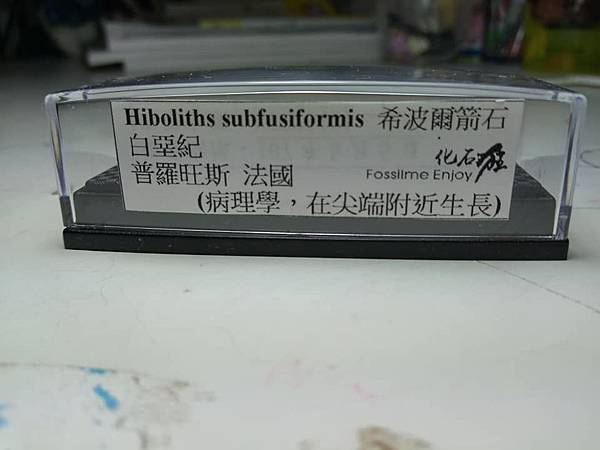 Hiboliths subfusiformis 希波爾箭石
白堊紀
化石瘋
Fossilme Enjoy
普羅旺斯 法國
(病理學，在尖端附近生長)